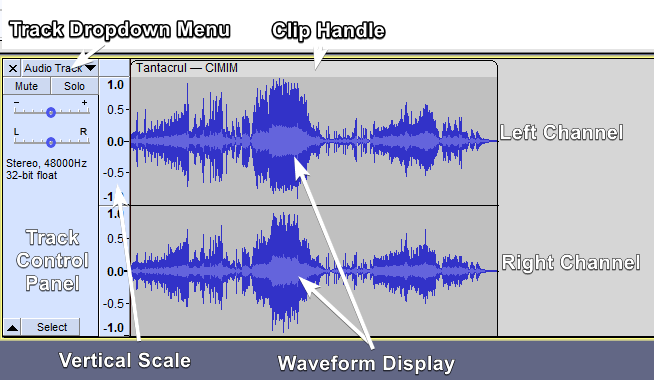 Track Dropdown Menu
Clip Handle
× Audio Track
Tantacrul — CIMIM
Mute Solo
- +
L R
Stereo, 48000Hz
32-bit float
1.0
0.5
0.0
-0.5
-1.0
Left Channel
1.0
0.5
0.0
-0.5
-1.0
Right Channel
Track
Control
Panel
Select
Vertical Scale
Waveform Display